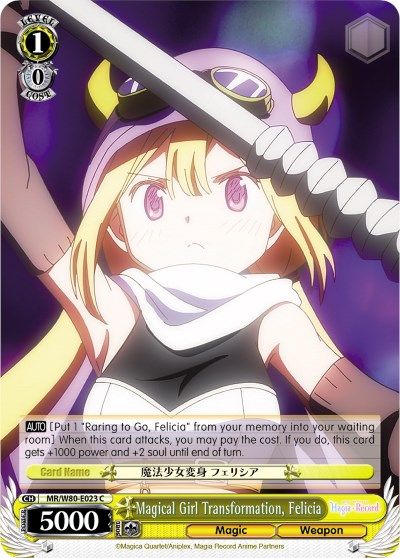 LEVEL
1
0
COST
AUTO [Put 1 "Raring to Go, Felicia" from your memory into your waiting
room] When this card attacks, you may pay the cost. If you do, this card
gets +1000 power and +2 soul until end of turn.
Card Name
魔法少女変身 フェリシア
CH MR/W80-E023 C
Magical Girl Transformation, Felicia
Magia Record
POWER
5000
SOUL
Magic
Weapon
©Magica Quartet/Aniplex, Magia Record Anime Partners